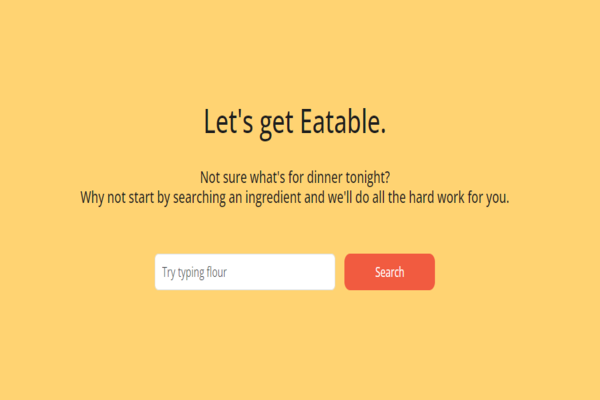 Let's get Eatable.
Not sure what's for dinner tonight?
Why not start by searching an ingredient and we'll do all the hard work for you.
Try typing flour
Search